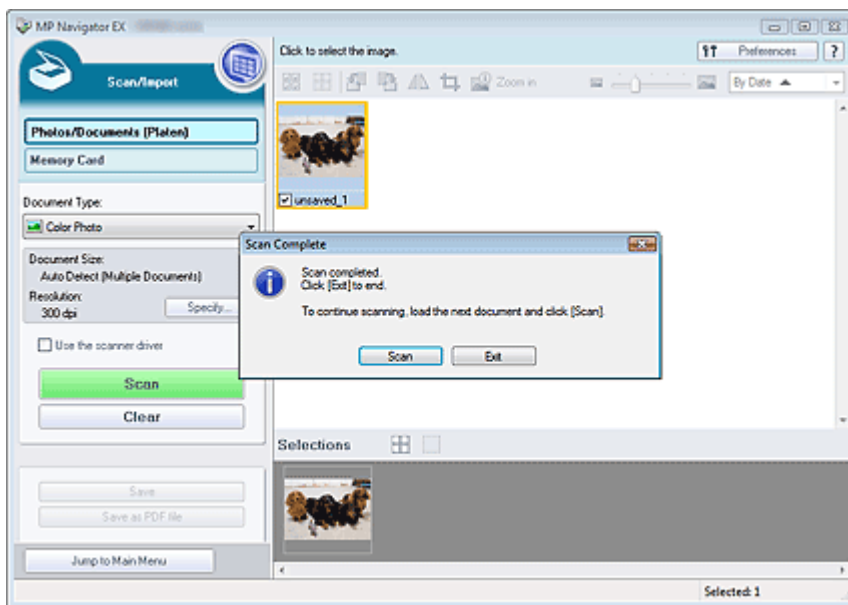 MP Navigator EX
Scan/Import
Click to select the image.
Preferences
?
Zoom in
By Date
Photos/Documents (Platen)
Memory Card
unsaved_1
Document Type:
Color Photo
Document Size:
Auto Detect (Multiple Documents)
Resolution:
300 dpi
Specify...
Use the scanner driver
Scan
Clear
Scan Complete
Scan completed.
Click [Exit] to end.
To continue scanning, load the next document and click [Scan].
Scan
Exit
Selections
Save
Save as PDF file
Jump to Main Menu
Selected: 1